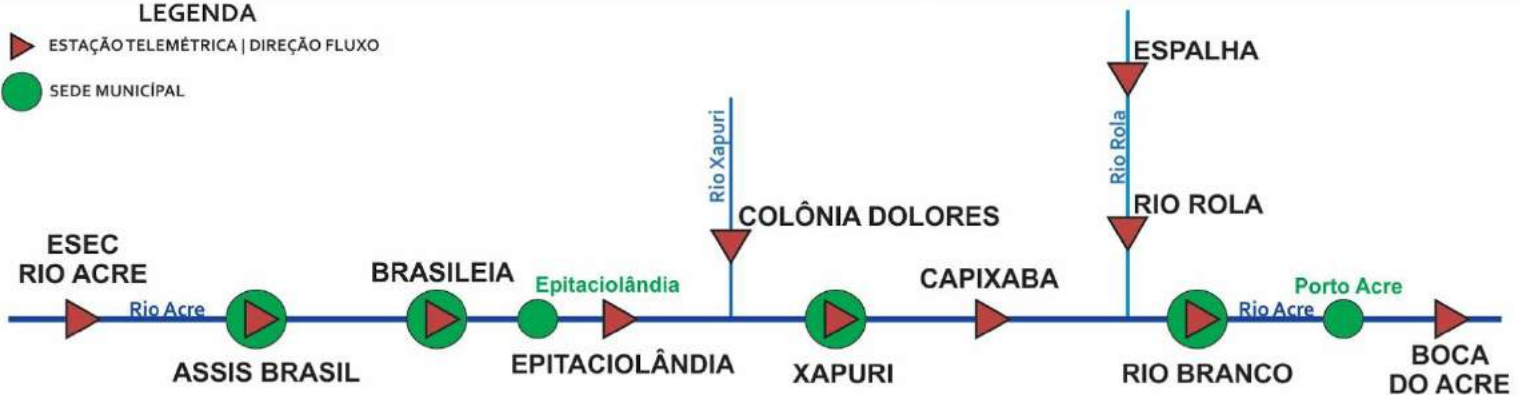 LEGENDA
ESTAÇÃO TELEMÉTRICA | DIREÇÃO FLUXO
SEDE MUNICÍPAL
ESPALHA
Rio Xapuri
Rio Rola
COLÔNIA DOLORES
RIO ROLA
ESEC
RIO ACRE
BRASILEIA
Epitaciolândia
CAPIXABA
Porto Acre
Rio Acre
Rio Acre
ASSIS BRASIL
EPITACIOLÂNDIA
XAPURI
RIO BRANCO
BOCA
DO ACRE